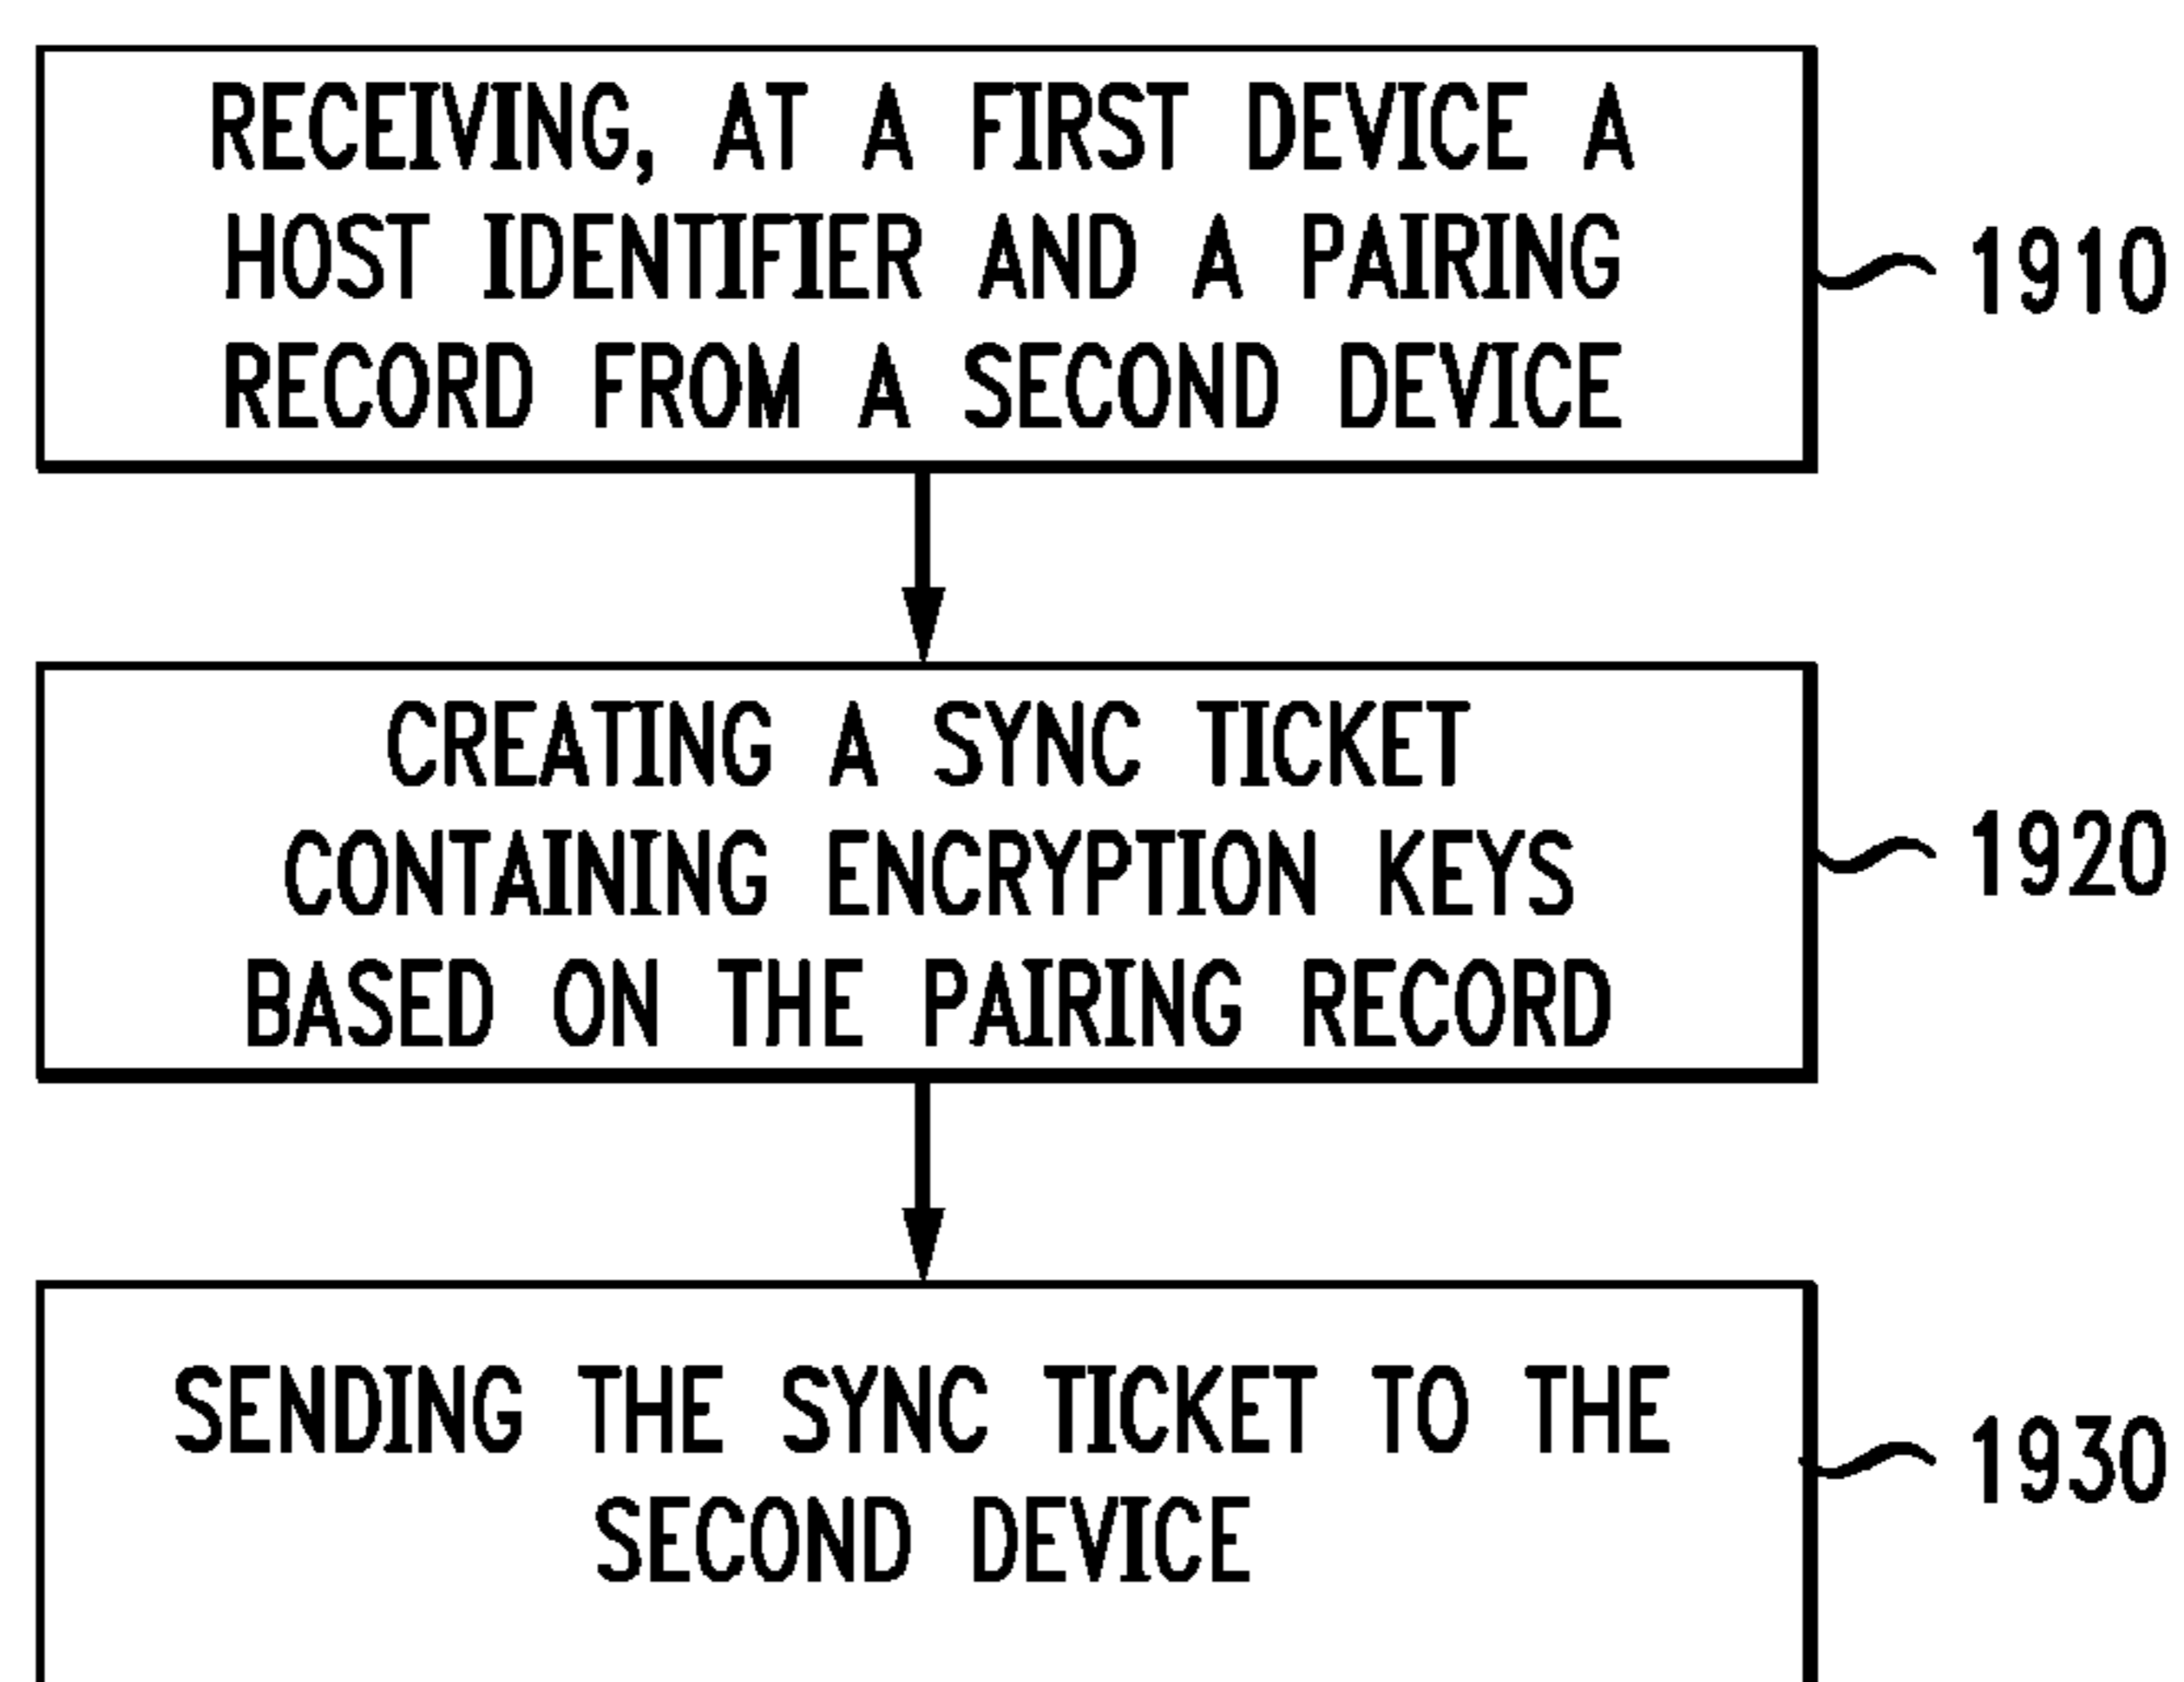 RECEIVING, AT A FIRST DEVICE A
HOST IDENTIFIER AND A PAIRING
RECORD FROM A SECOND DEVICE
1910
CREATING A SYNC TICKET
CONTAINING ENCRYPTION KEYS
BASED ON THE PAIRING RECORD
1920
SENDING THE SYNC TICKET TO THE
SECOND DEVICE
1930